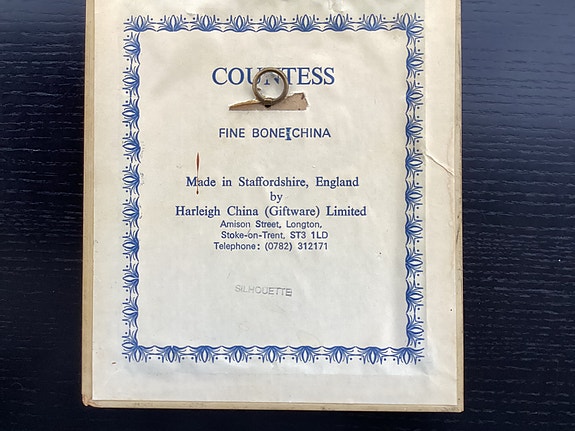 COUNTESS
FINE BONE CHINA
Made in Staffordshire, England
by
Harleigh China (Giftware) Limited
Amison Street, Longton,
Stoke-on-Trent, ST3 1LD
Telephone: (0782) 312171
SILHOUETTE